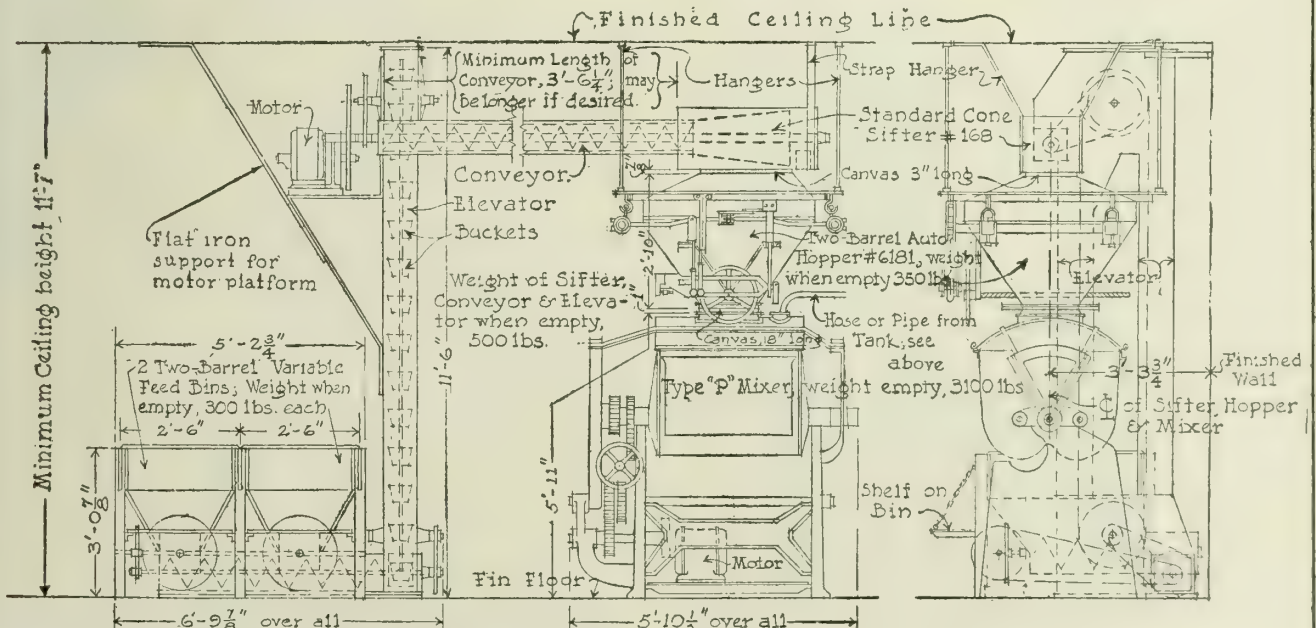 Finished Ceiling Line
Minimum Ceiling height 11'-7"
Motor
Minimum Length of
Conveyor, 3'-6¼"; may
be longer if desired.
Hangers
Strap Hanger
Standard Cone
Sifter #168
Conveyor.
Canvas 3" long
Elevator
Buckets
Flat iron
support for
motor platform
Weight of Sifter,
Conveyor & Eleva-
tor when empty,
500 lbs.
2'-10"
1"
Two-Barrel Auto
Hopper #6181, weight
when empty 350 lbs.
Elevator
Hose or Pipe from
Tank; see
above
Canvas, 18" long
11'-6"
5'-2¾"
2 Two-Barrel Variable
Feed Bins; Weight when
empty, 300 lbs. each
2'-6"
2'-6"
Type "P" Mixer, weight empty, 3100 lbs
3'-3¾"
Finished
Wall
℄ of Sifter, Hopper
& Mixer
3'-0⅞"
5'-11"
Shelf on
Bin
Motor
Fin Floor
6'-9⅞" over all
5'-10½" over all